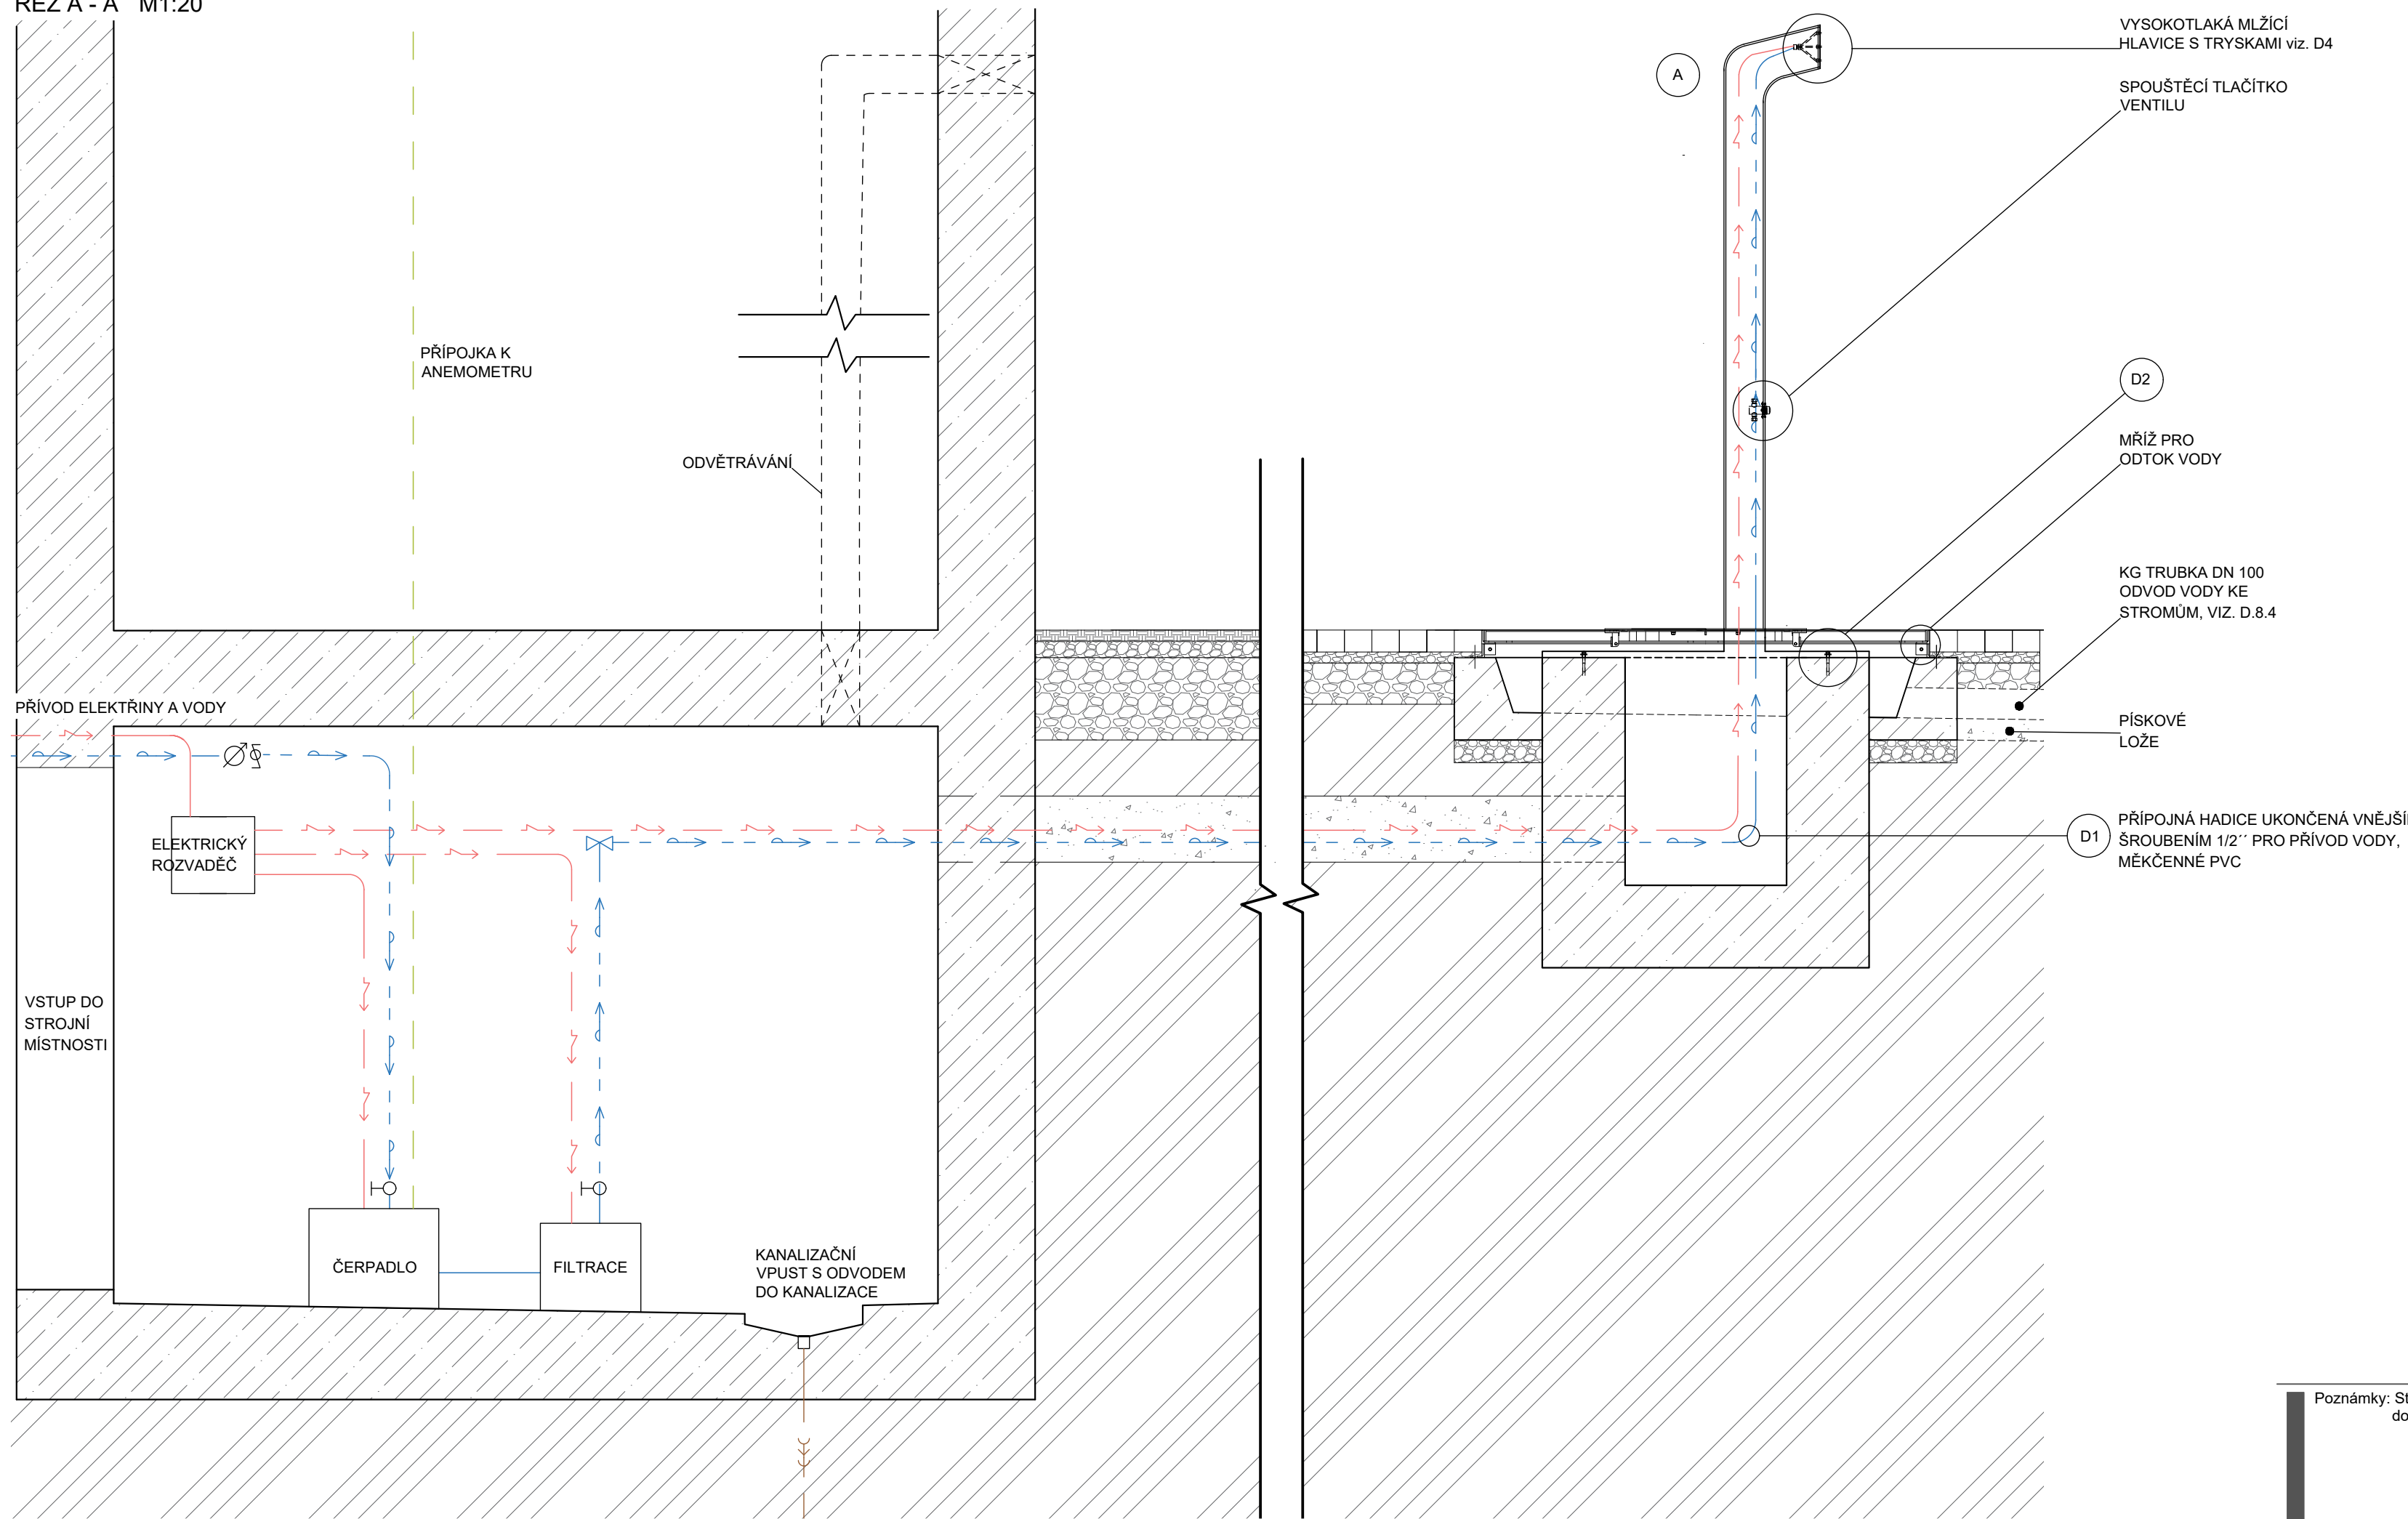 ŘEZ A - A M1:20
VYSOKOTLAKÁ MLŽÍCÍ
HLAVICE S TRYSKAMI viz. D4
A
SPOUŠTĚCÍ TLAČÍTKO
VENTILU
PŘÍPOJKA K
ANEMOMETRU
D2
ODVĚTRÁVÁNÍ
MŘÍŽ PRO
ODTOK VODY
KG TRUBKA DN 100
ODVOD VODY KE
STROMŮM, VIZ. D.8.4
PŘÍVOD ELEKTŘINY A VODY
PÍSKOVÉ
LOŽE
ELEKTRICKÝ
ROZVADĚČ
D1
PŘÍPOJNÁ HADICE UKONČENÁ VNĚJŠÍ
ŠROUBENÍM 1/2´´ PRO PŘÍVOD VODY,
MĚKČENNÉ PVC
VSTUP DO
STROJNÍ
MÍSTNOSTI
ČERPADLO
FILTRACE
KANALIZAČNÍ
VPUST S ODVODEM
DO KANALIZACE
Poznámky: